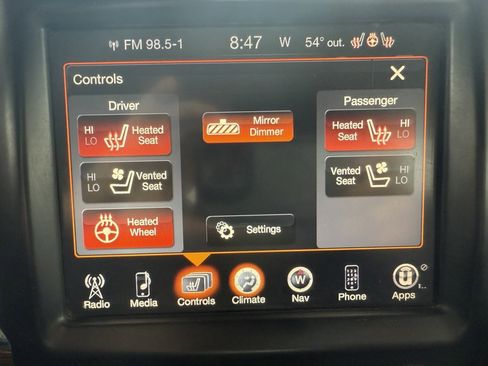 FM 98.5-1 8:47 W 54° out.
Controls
Driver
HI
LO
Heated
Seat
HI
LO
Vented
Seat
Heated
Wheel
Mirror
Dimmer
Settings
Passenger
Heated
Seat
HI
LO
Vented
Seat
HI
LO
Radio Media Controls Climate W Nav Phone U Apps